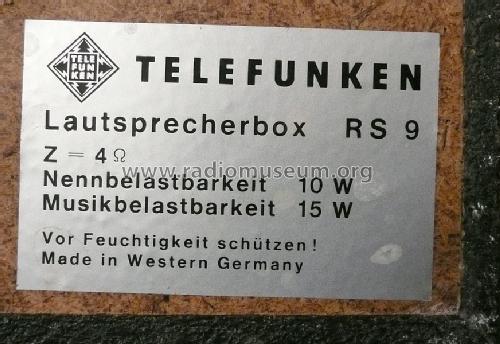 TELE
FUN
KEN
TELEFUNKEN
Lautsprecherbox RS 9
Z = 4 Ω
www.radiomuseum.org
Nennbelastbarkeit 10 W
Musikbelastbarkeit 15 W
Vor Feuchtigkeit schützen!
Made in Western Germany